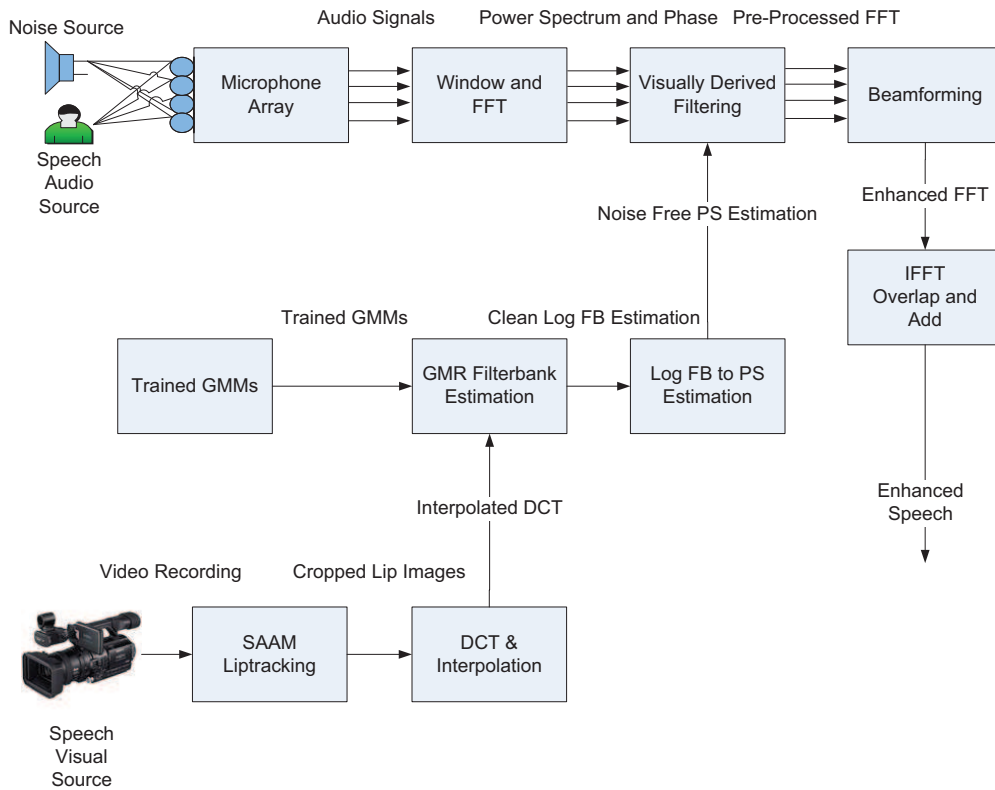 Audio Signals
Power Spectrum and Phase
Pre-Processed FFT
Noise Source
Microphone
Array
Window and
FFT
Visually Derived
Filtering
Beamforming
Speech
Audio
Source
Enhanced FFT
Noise Free PS Estimation
IFFT
Overlap and
Add
Trained GMMs
Clean Log FB Estimation
Trained GMMs
GMR Filterbank
Estimation
Log FB to PS
Estimation
Interpolated DCT
Enhanced
Speech
Video Recording
Cropped Lip Images
SAAM
Liptracking
DCT &
Interpolation
Speech
Visual
Source